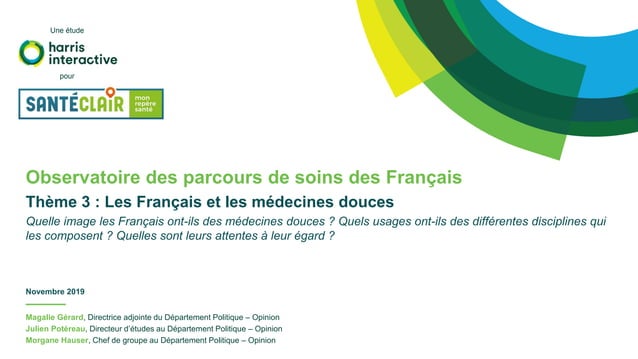 Une étude
harris
interactive
pour
SANTÉCLAIR
mon
repère
santé
Observatoire des parcours de soins des Français
Thème 3 : Les Français et les médecines douces
Quelle image les Français ont-ils des médecines douces ? Quels usages ont-ils des différentes disciplines qui
les composent ? Quelles sont leurs attentes à leur égard ?
Novembre 2019
Magalie Gérard, Directrice adjointe du Département Politique – Opinion
Julien Potéreau, Directeur d'études au Département Politique – Opinion
Morgane Hauser, Chef de groupe au Département Politique – Opinion